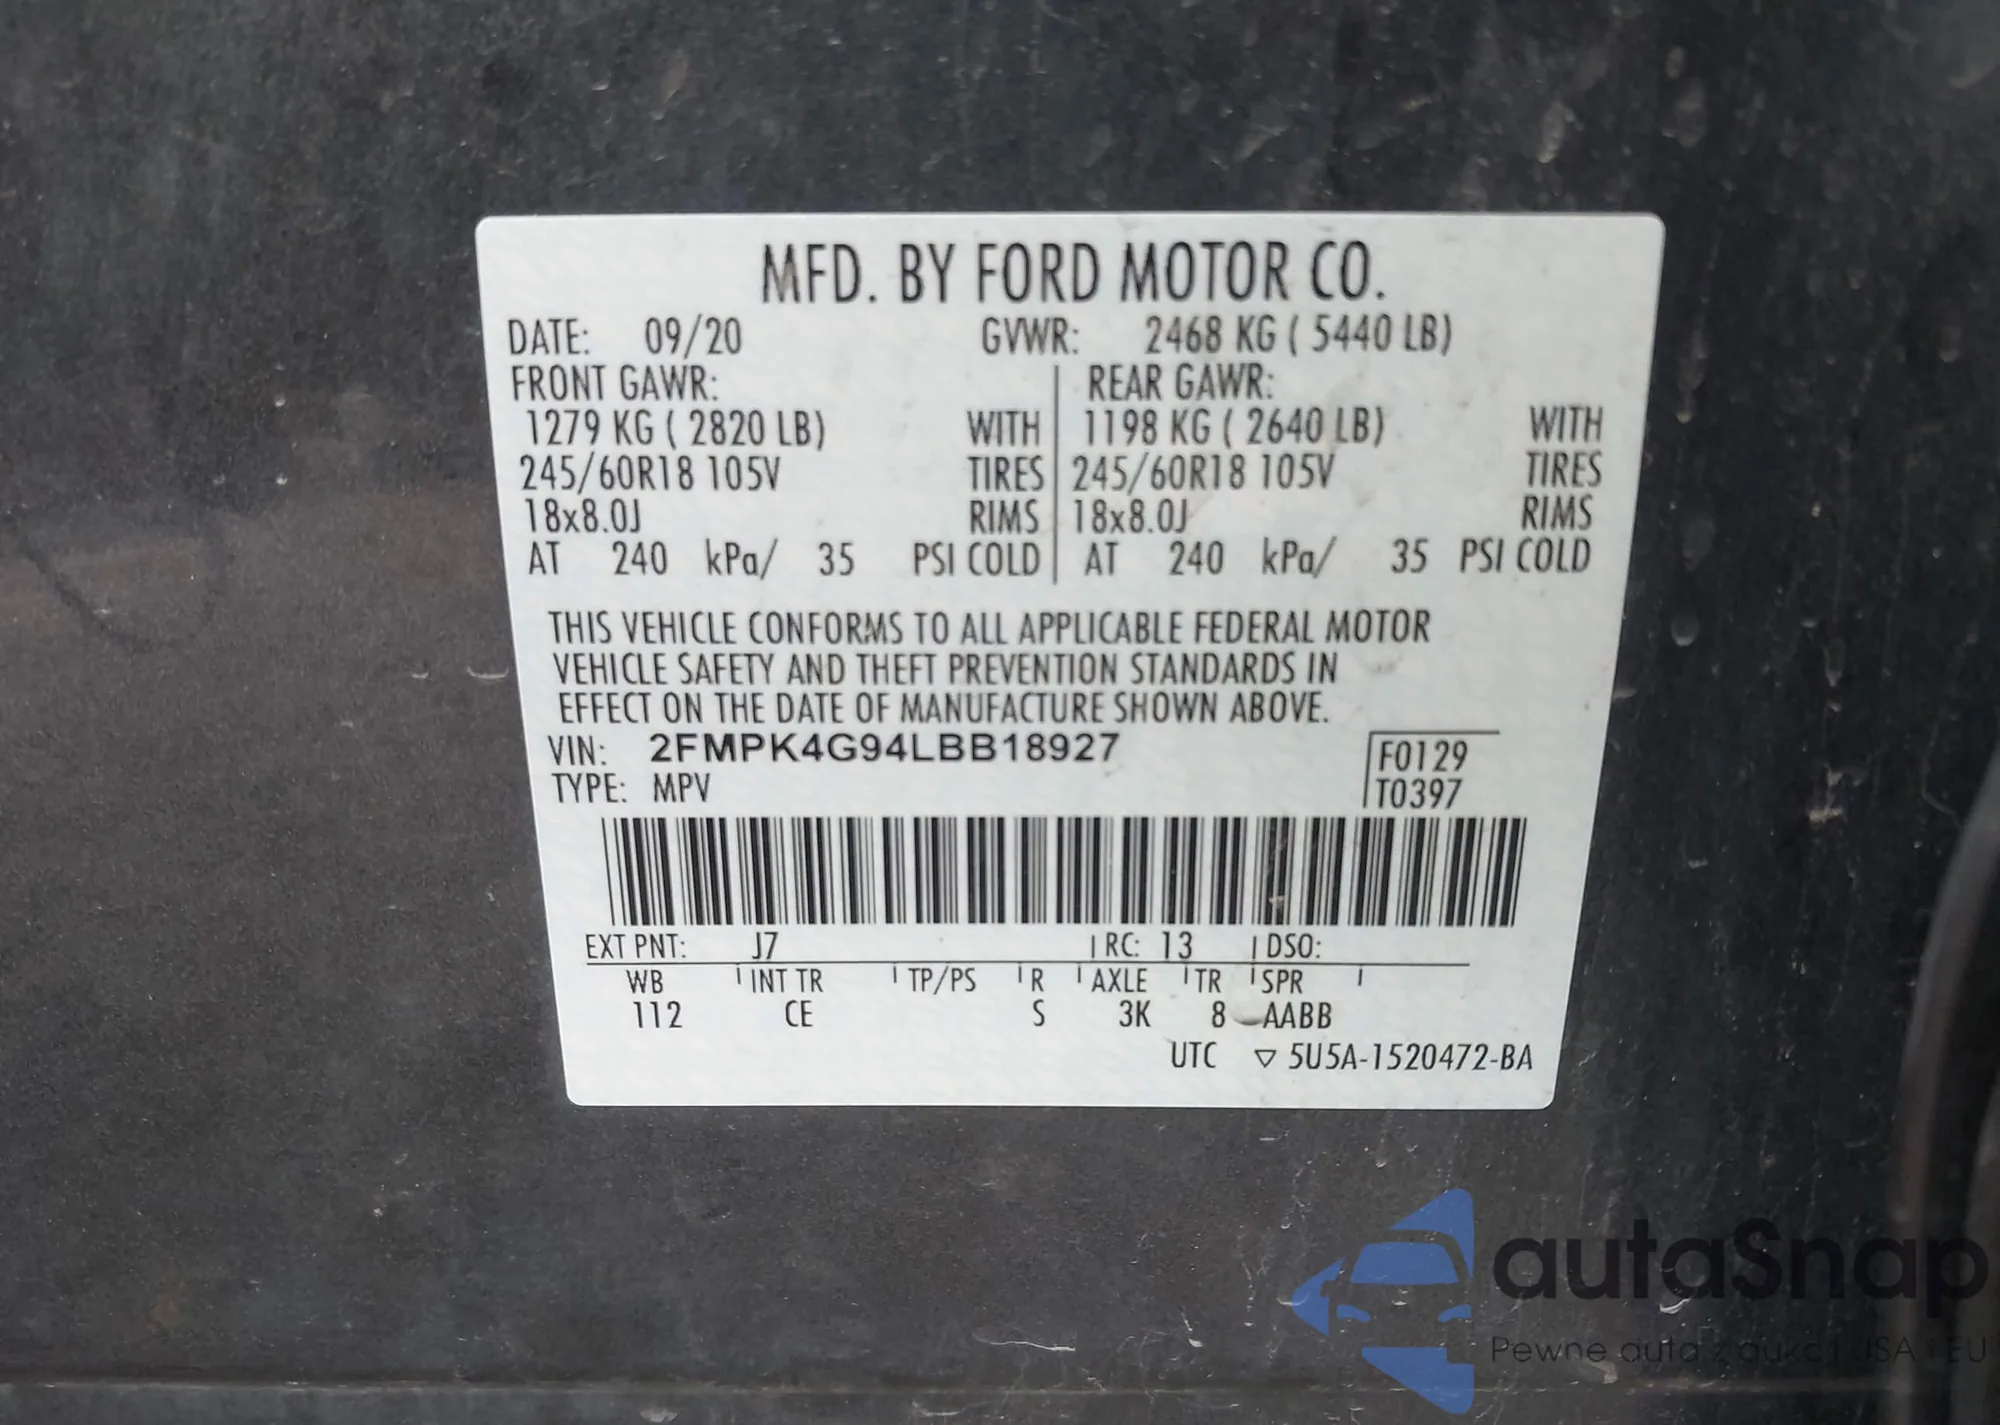 MFD. BY FORD MOTOR CO.
DATE: 09/20 GVWR: 2468 KG ( 5440 LB)
FRONT GAWR: REAR GAWR:
1279 KG ( 2820 LB) WITH 1198 KG ( 2640 LB) WITH
245/60R18 105V TIRES 245/60R18 105V TIRES
18x8.0J RIMS 18x8.0J RIMS
AT 240 kPa/ 35 PSI COLD AT 240 kPa/ 35 PSI COLD
THIS VEHICLE CONFORMS TO ALL APPLICABLE FEDERAL MOTOR
VEHICLE SAFETY AND THEFT PREVENTION STANDARDS IN
EFFECT ON THE DATE OF MANUFACTURE SHOWN ABOVE.
VIN: 2FMPK4G94LBB18927 F0129
TYPE: MPV T0397
EXT PNT: J7 RC: 13 DSO:
WB INT TR TP/PS R AXLE TR SPR
112 CE S 3K 8 AABB
UTC ▽ 5U5A-1520472-BA
autaSnap
Pewne auta z aukcji USA i EU